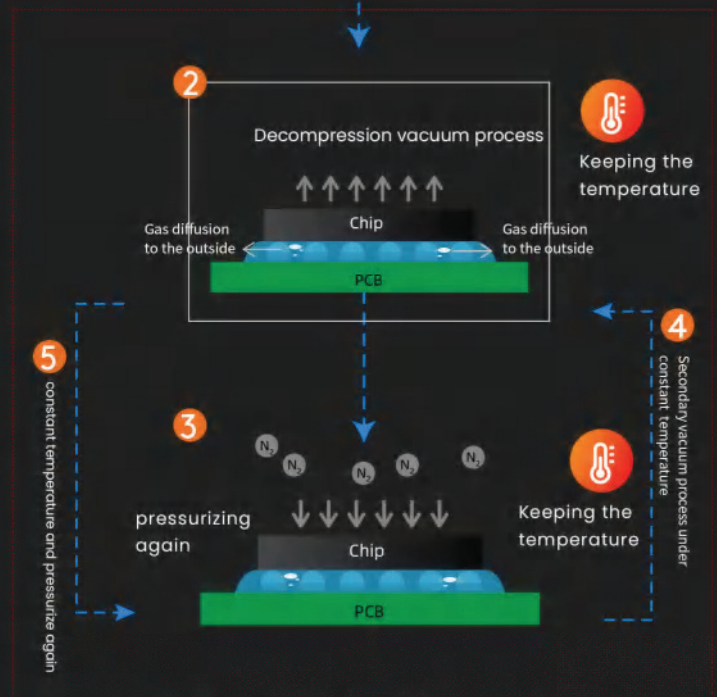 2
Decompression vacuum process
Keeping the
temperature
Chip
Gas diffusion
to the outside
Gas diffusion
to the outside
PCB
4
Secondary vacuum process under
constant temperature
5
constant temperature and pressurize again
3
N₂
N₂
N₂
N₂
N₂
pressurizing
again
Keeping the
temperature
Chip
PCB